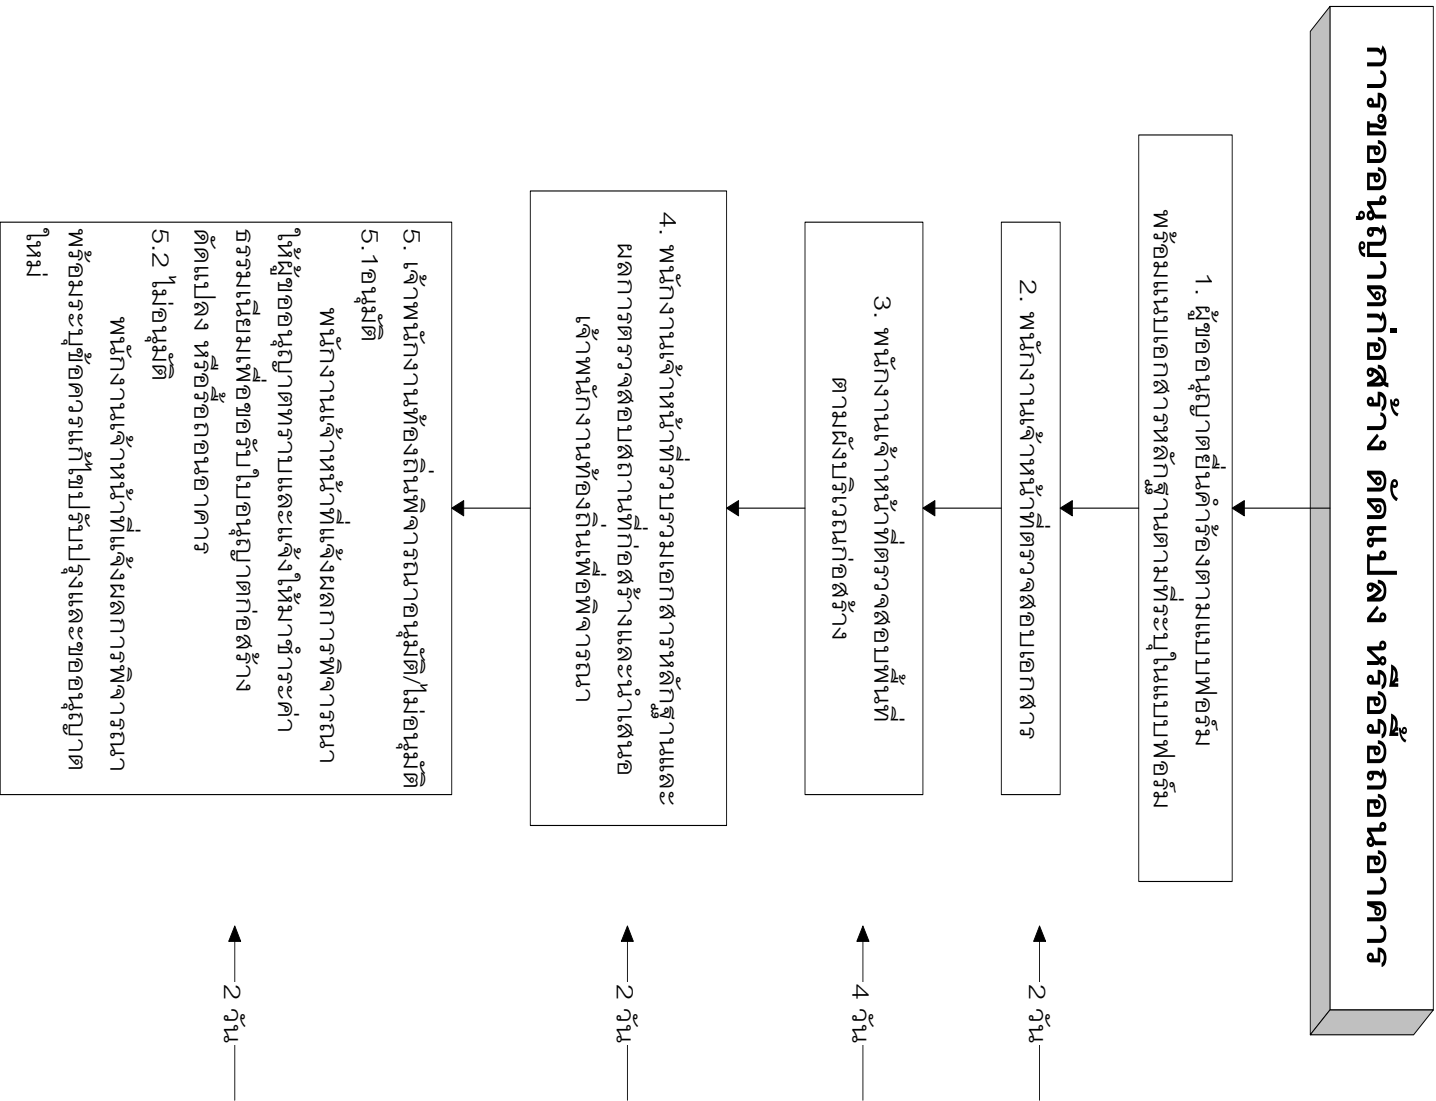 การขออนุญาตก่อสร้าง ดัดแปลง หรือรื้อถอนอาคาร
1. ผู้ขออนุญาตยื่นคำร้องตามแบบฟอร์ม
พร้อมแนบเอกสารหลักฐานตามที่ระบุในแบบฟอร์ม
2. พนักงานเจ้าหน้าที่ตรวจสอบเอกสาร
2 วัน
3. พนักงานเจ้าหน้าที่ตรวจสอบพื้นที่
ตามผังบริเวณก่อสร้าง
4 วัน
4. พนักงานเจ้าหน้าที่รวบรวมเอกสารหลักฐานและ
ผลการตรวจสอบสถานที่ก่อสร้างและนำเสนอ
เจ้าพนักงานท้องถิ่นเพื่อพิจารณา
2 วัน
5. เจ้าพนักงานท้องถิ่นพิจารณาอนุมัติ/ไม่อนุมัติ
5.1อนุมัติ
พนักงานเจ้าหน้าที่แจ้งผลการพิจารณา
ให้ผู้ขออนุญาตทราบและแจ้งให้มาชำระค่า
ธรรมเนียมเพื่อขอรับใบอนุญาตก่อสร้าง
ดัดแปลง หรือรื้อถอนอาคาร
5.2 ไม่อนุมัติ
พนักงานเจ้าหน้าที่แจ้งผลการพิจารณา
พร้อมระบุข้อควรแก้ไขปรับปรุงและขออนุญาต
ใหม่
2 วัน